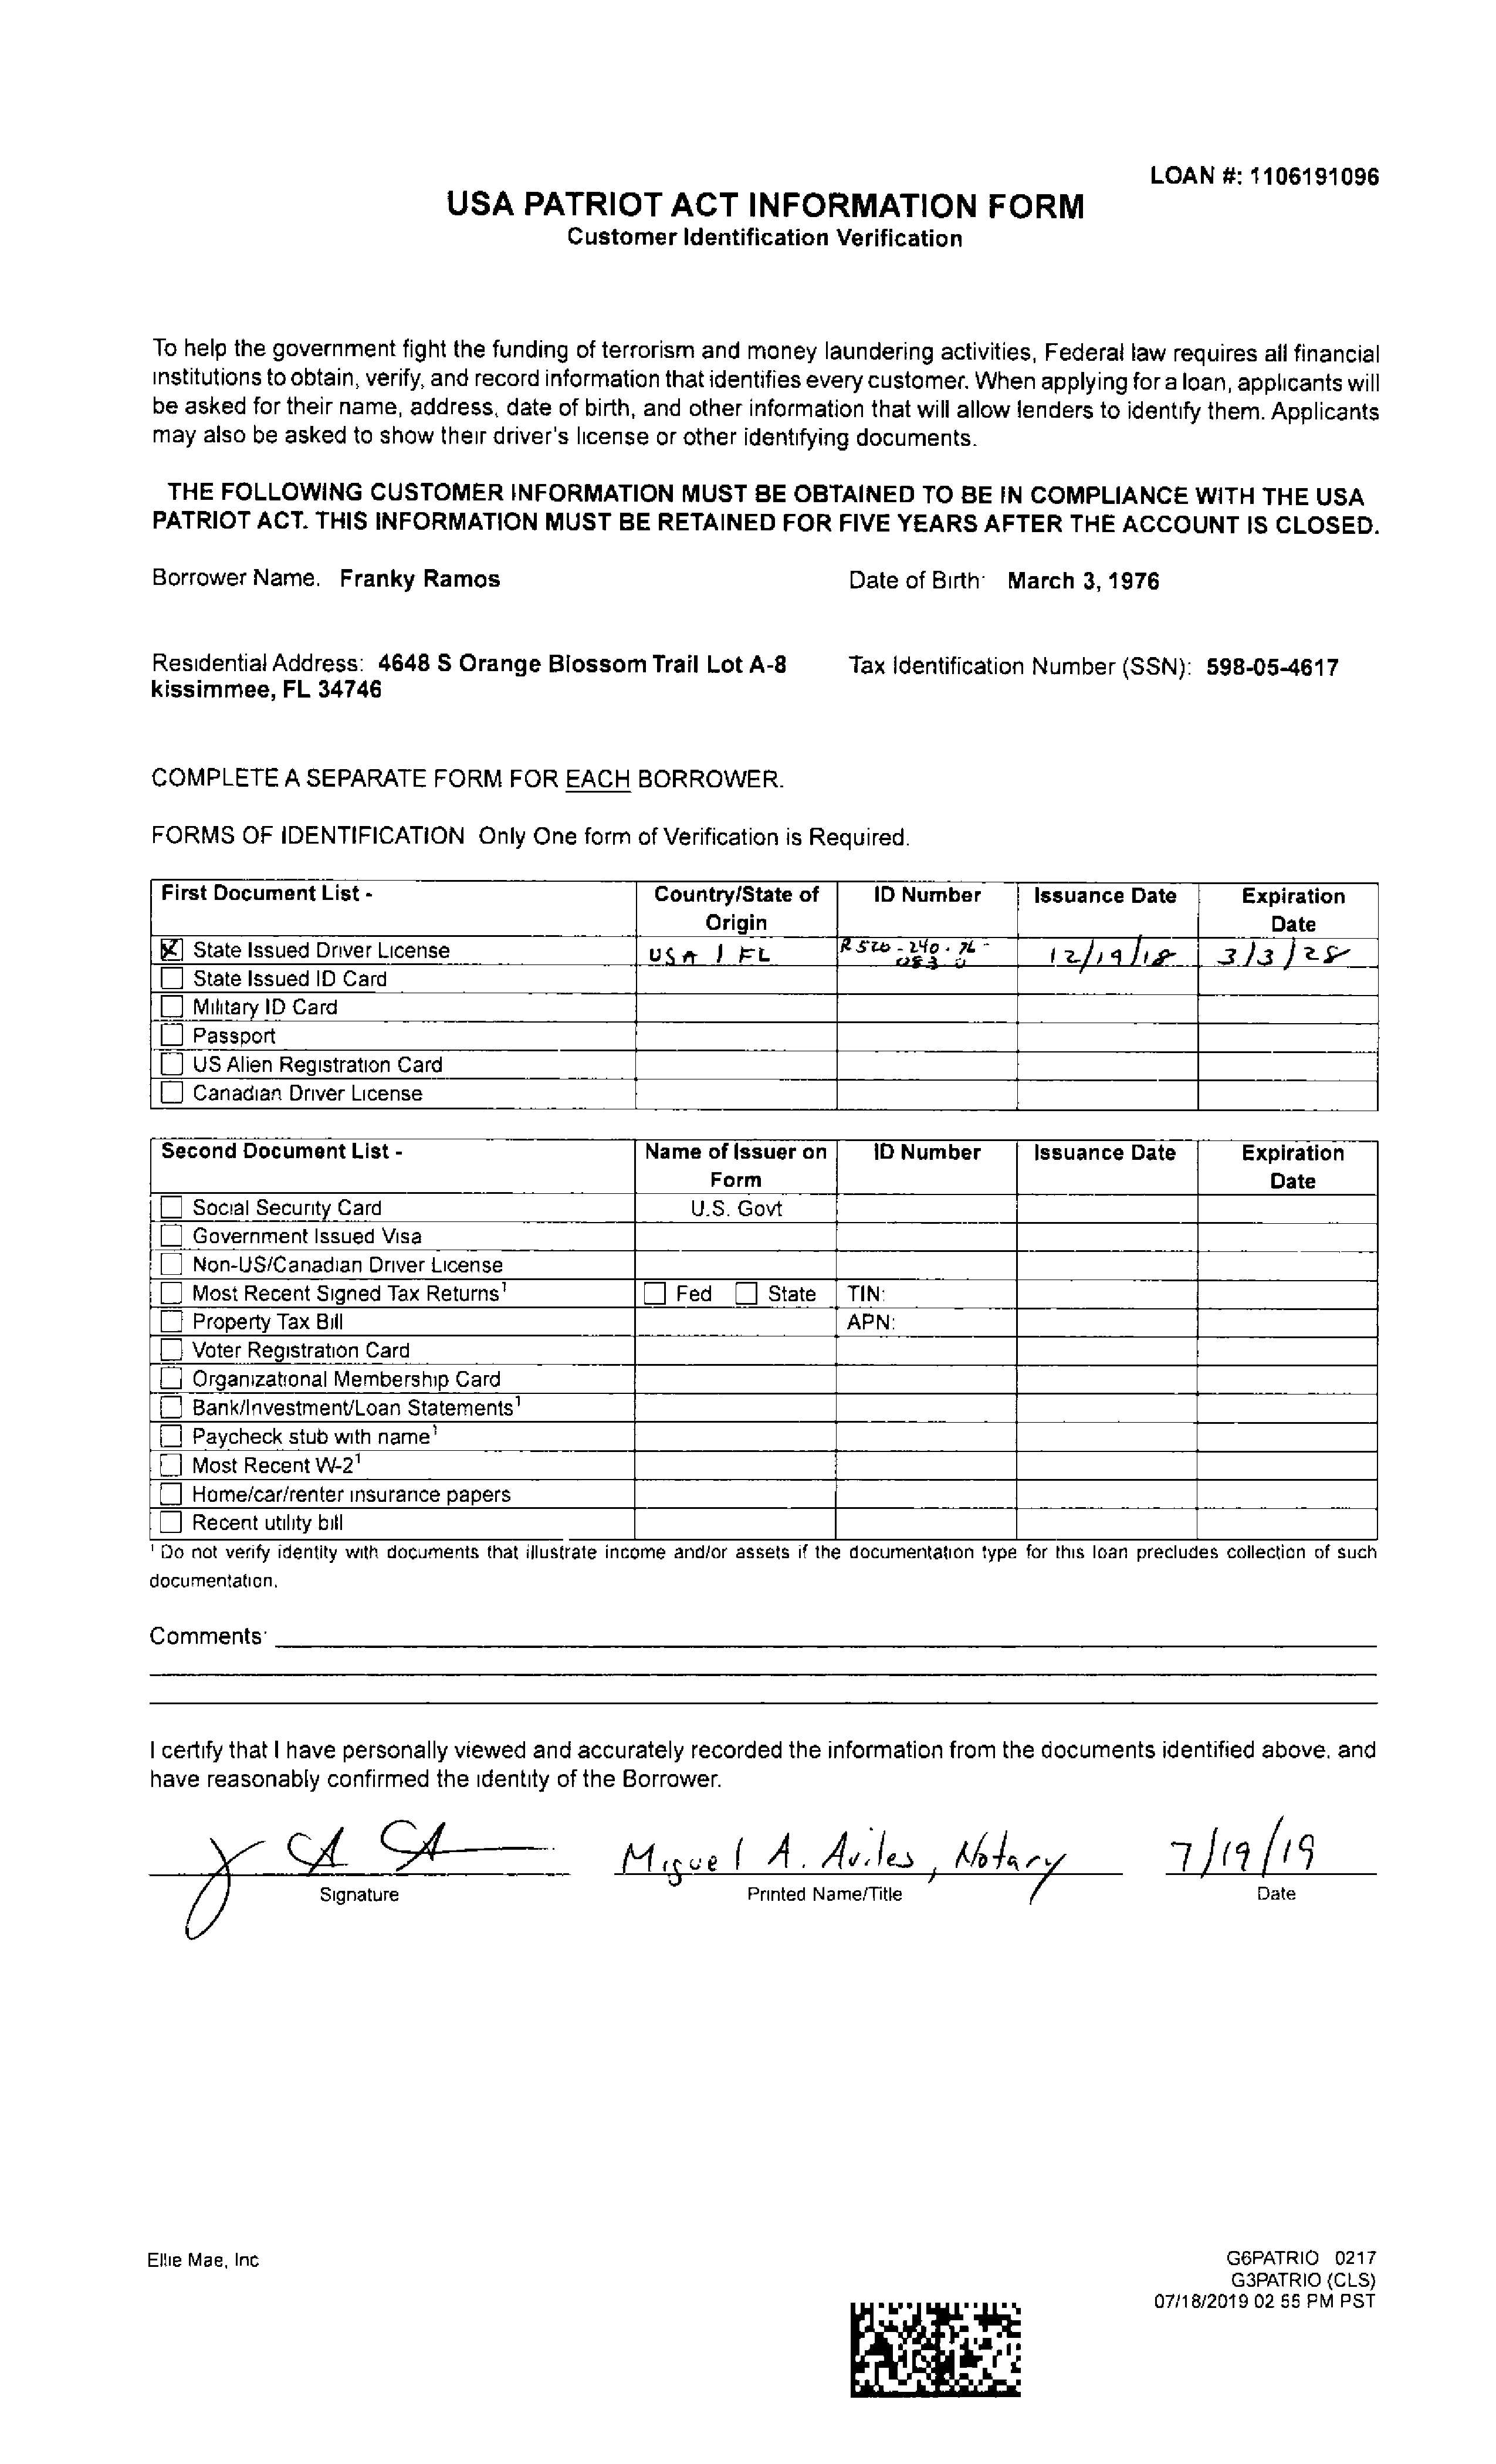 LOAN #: 1106191096
USA PATRIOT ACT INFORMATION FORM
Customer Identification Verification
To help the government fight the funding of terrorism and money laundering activities, Federal law requires all financial
institutions to obtain, verify, and record information that identifies every customer. When applying for a loan, applicants will
be asked for their name, address, date of birth, and other information that will allow lenders to identify them. Applicants
may also be asked to show their driver's license or other identifying documents.
THE FOLLOWING CUSTOMER INFORMATION MUST BE OBTAINED TO BE IN COMPLIANCE WITH THE USA
PATRIOT ACT. THIS INFORMATION MUST BE RETAINED FOR FIVE YEARS AFTER THE ACCOUNT IS CLOSED.
Borrower Name. Franky Ramos Date of Birth: March 3, 1976
Residential Address: 4648 S Orange Blossom Trail Lot A-8 Tax Identification Number (SSN): 598-05-4617
kissimmee, FL 34746
COMPLETE A SEPARATE FORM FOR EACH BORROWER.
FORMS OF IDENTIFICATION Only One form of Verification is Required.
First Document List - Country/State of ID Number Issuance Date Expiration
Origin Date
State Issued Driver License USA / FL R520-240-76- 12/19/18 3/3/28
083 0
State Issued ID Card
Military ID Card
Passport
US Alien Registration Card
Canadian Driver License
Second Document List - Name of Issuer on ID Number Issuance Date Expiration
Form Date
Social Security Card U.S. Govt
Government Issued Visa
Non-US/Canadian Driver License
Most Recent Signed Tax Returns¹ Fed State TIN:
Property Tax Bill APN:
Voter Registration Card
Organizational Membership Card
Bank/Investment/Loan Statements¹
Paycheck stub with name¹
Most Recent W-2¹
Home/car/renter insurance papers
Recent utility bill
¹ Do not verify identity with documents that illustrate income and/or assets if the documentation type for this loan precludes collection of such
documentation.
Comments:
I certify that I have personally viewed and accurately recorded the information from the documents identified above, and
have reasonably confirmed the identity of the Borrower.
Miguel A. Aviles, Notary 7/19/19
Signature Printed Name/Title Date
Ellie Mae, Inc G6PATRIO 0217
G3PATRIO (CLS)
07/18/2019 02 55 PM PST